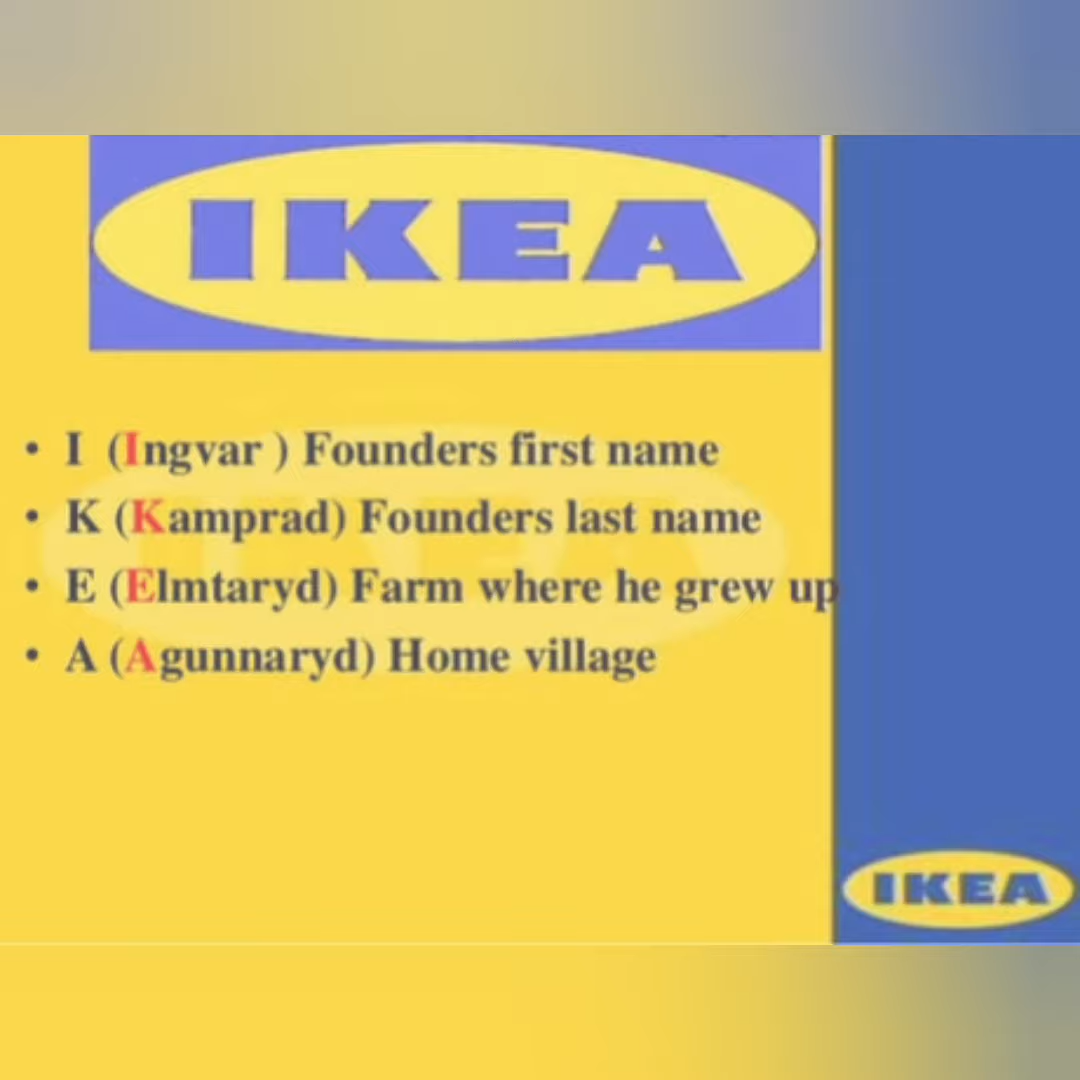 IKEA
• I (Ingvar ) Founders first name
• K (Kamprad) Founders last name
• E (Elmtaryd) Farm where he grew up
• A (Agunnaryd) Home village
IKEA